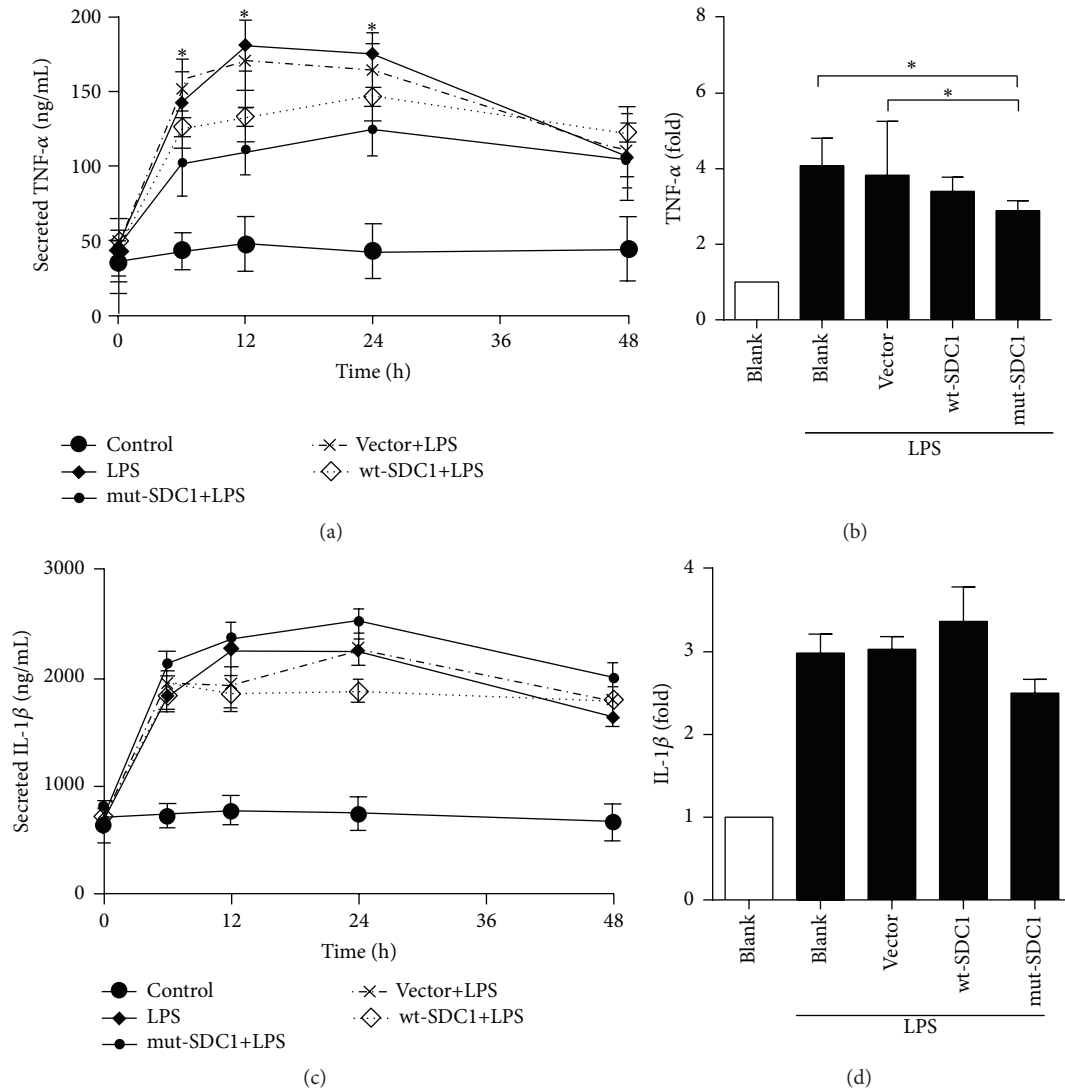 Secreted TNF-α (ng/mL)
200
150
100
50
0
*
*
*
0
12
24
36
48
Time (h)
Control
LPS
mut-SDC1+LPS
Vector+LPS
wt-SDC1+LPS
(a)
TNF-α (fold)
8
6
4
2
0
*
*
Blank
Blank
Vector
wt-SDC1
mut-SDC1
LPS
(b)
Secreted IL-1β (ng/mL)
3000
2000
1000
0
0
12
24
36
48
Time (h)
Control
LPS
mut-SDC1+LPS
Vector+LPS
wt-SDC1+LPS
(c)
IL-1β (fold)
4
3
2
1
0
Blank
Blank
Vector
wt-SDC1
mut-SDC1
LPS
(d)